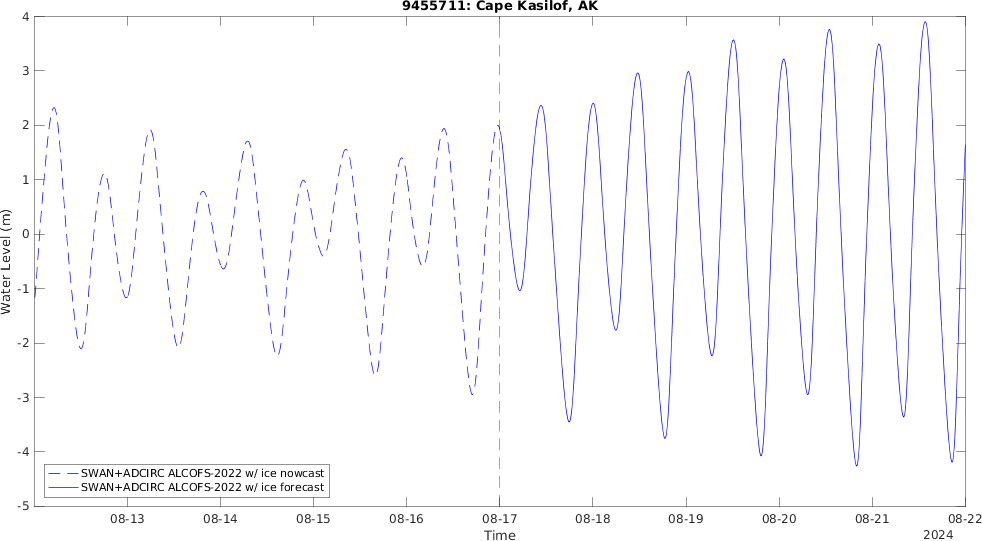 9455711: Cape Kasilof, AK
4
3
2
1
0
-1
-2
-3
-4
-5
Water Level (m)
SWAN+ADCIRC ALCOFS-2022 w/ ice nowcast
SWAN+ADCIRC ALCOFS-2022 w/ ice forecast
08-13 08-14 08-15 08-16 08-17 08-18 08-19 08-20 08-21 08-22
Time
2024